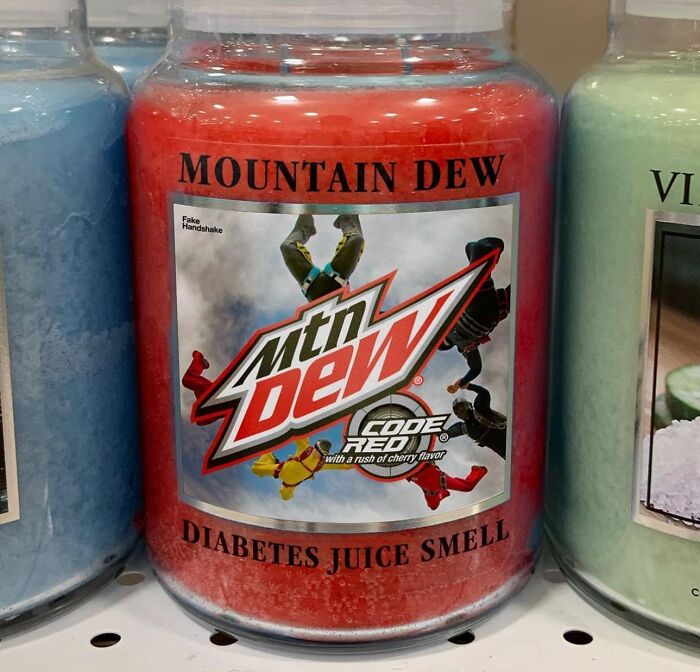 MOUNTAIN DEW
Fake
Handshake
Mtn
DEW®
CODE
RED®
with a rush of cherry flavor
DIABETES JUICE SMELL
VI